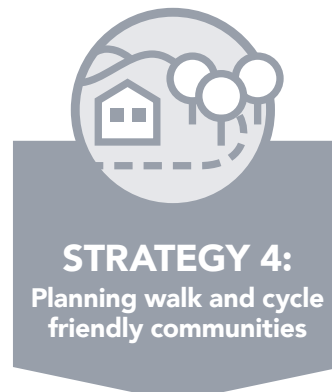 STRATEGY 4:
Planning walk and cycle
friendly communities